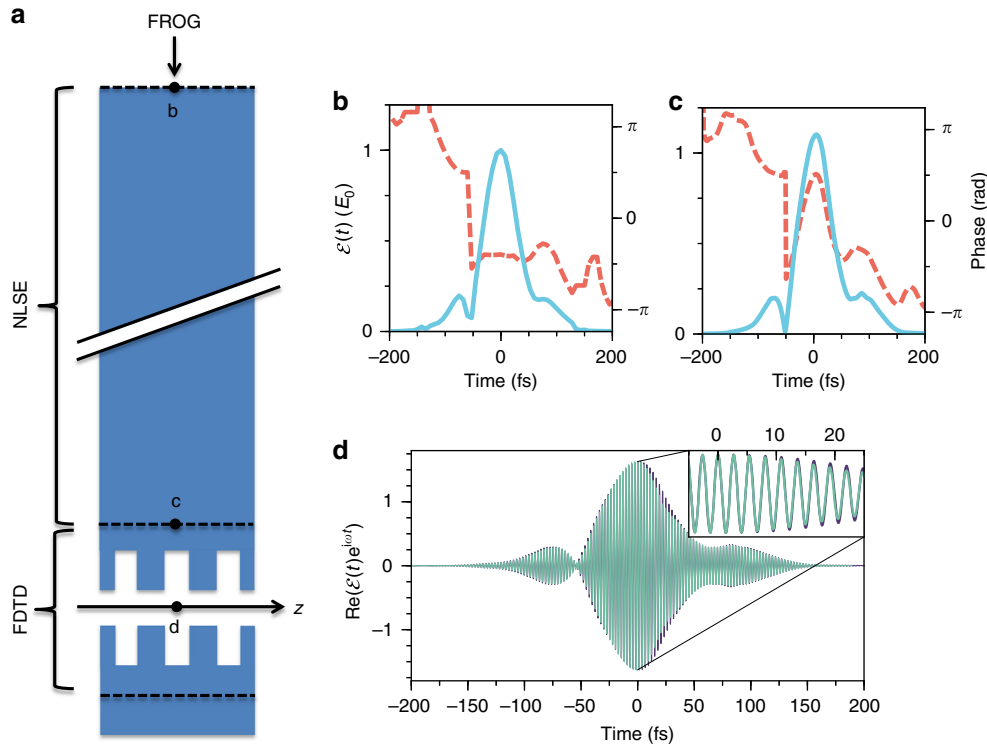 a
FROG
b
NLSE
c
FDTD
z
d
b
ℰ(t) (E₀)
1
0
π
0
−π
−200
0
200
Time (fs)
c
1
0
π
0
−π
Phase (rad)
−200
0
200
Time (fs)
d
0
10
20
Re(ℰ(t)e^{iωt})
1
0
−1
−200
−150
−100
−50
0
50
100
150
200
Time (fs)